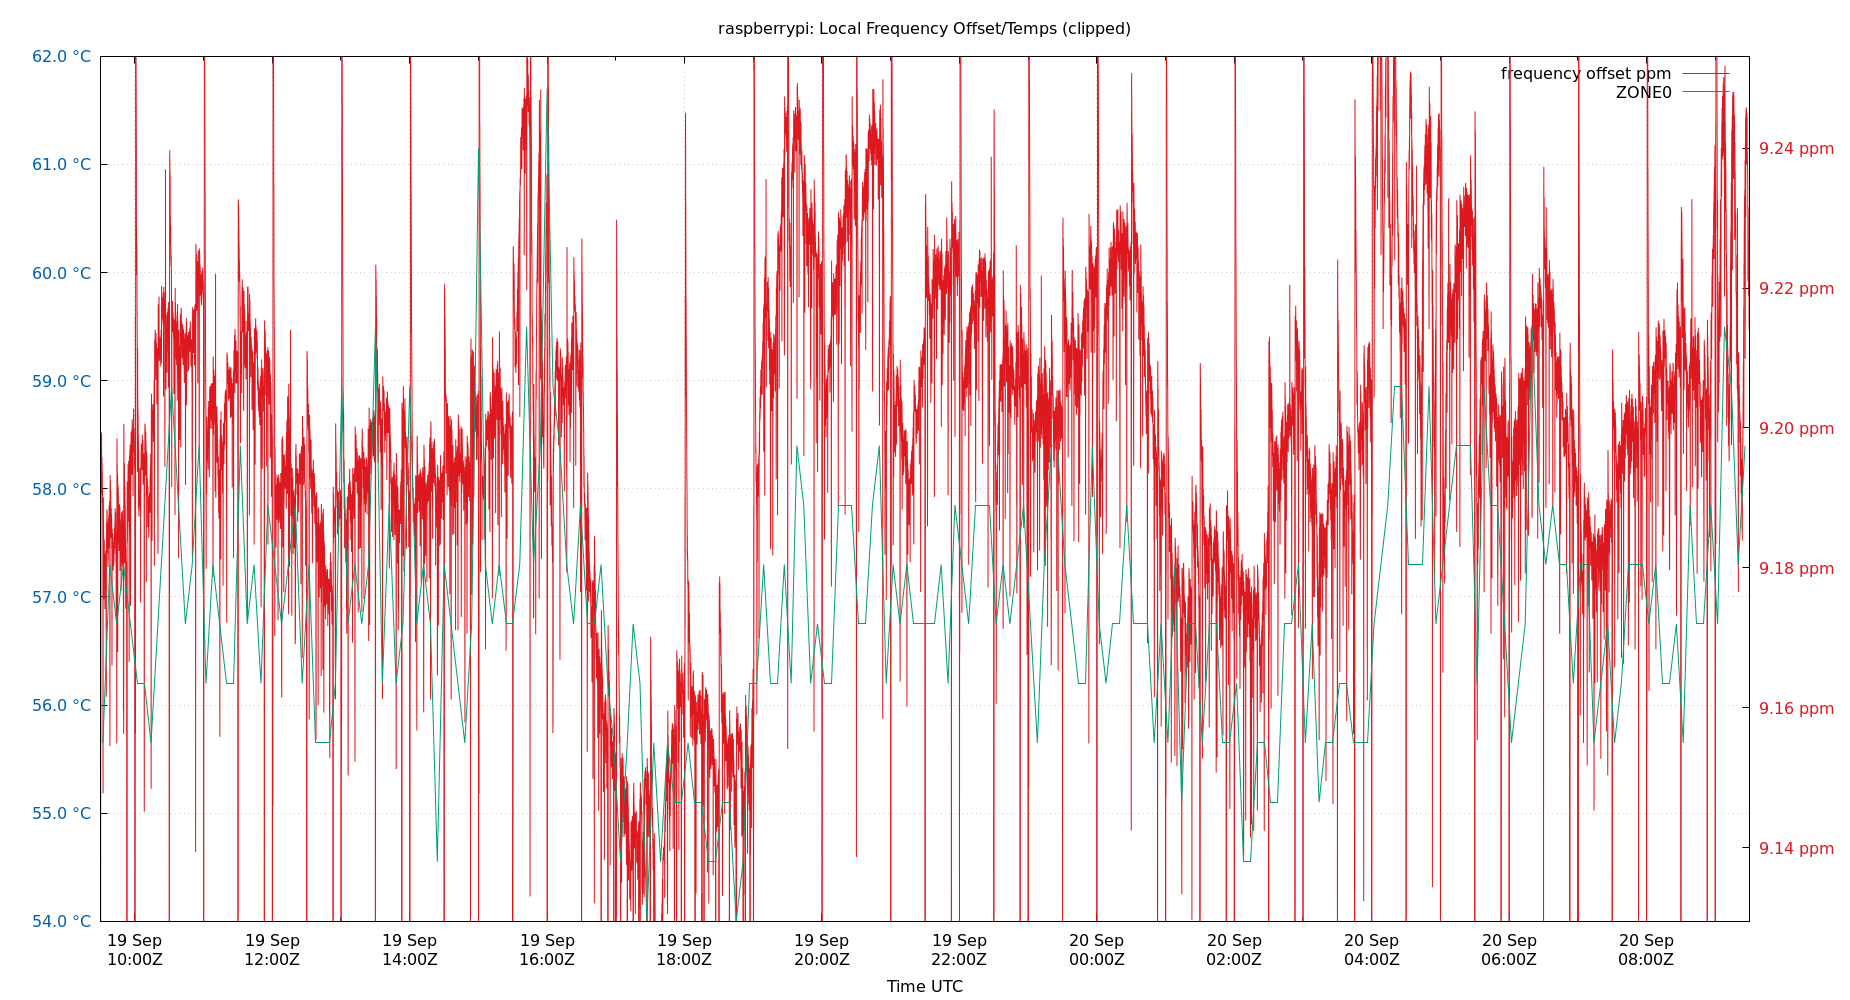 raspberrypi: Local Frequency Offset/Temps (clipped)
62.0 °C
61.0 °C
60.0 °C
59.0 °C
58.0 °C
57.0 °C
56.0 °C
55.0 °C
54.0 °C
frequency offset ppm
ZONE0
9.24 ppm
9.22 ppm
9.20 ppm
9.18 ppm
9.16 ppm
9.14 ppm
19 Sep
10:00Z
19 Sep
12:00Z
19 Sep
14:00Z
19 Sep
16:00Z
19 Sep
18:00Z
19 Sep
20:00Z
19 Sep
22:00Z
20 Sep
00:00Z
20 Sep
02:00Z
20 Sep
04:00Z
20 Sep
06:00Z
20 Sep
08:00Z
Time UTC